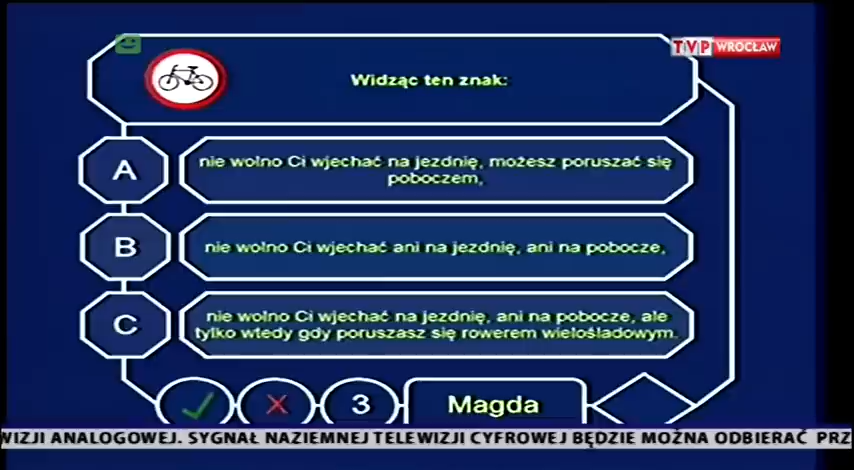 TVP WROCŁAW
Widząc ten znak:
A
nie wolno Ci wjechać na jezdnię, możesz poruszać się
poboczem,
B
nie wolno Ci wjechać ani na jezdnię, ani na pobocze,
C
nie wolno Ci wjechać na jezdnię, ani na pobocze, ale
tylko wtedy gdy poruszasz się rowerem wielośladowym.
3
Magda
WIZJI ANALOGOWEJ. SYGNAŁ NAZIEMNEJ TELEWIZJI CYFROWEJ BĘDZIE MOŻNA ODBIERAĆ PRZ